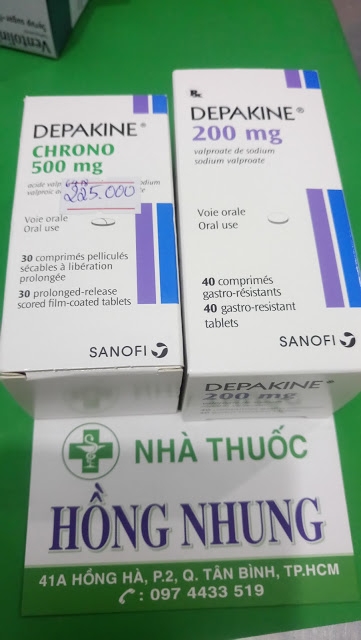 Ventolin
DEPAKINE®
CHRONO
500 mg
225.000
Voie orale
Oral use
30 comprimés pelliculés
sécables à libération
prolongée
30 prolonged-release
scored film-coated tablets
SANOFI
Rx
DEPAKINE®
200 mg
valproate de sodium
sodium valproate
Voie orale
Oral use
40 comprimés
gastro-résistants
40 gastro-resistant
tablets
SANOFI
DEPAKINE®
200 mg
NHÀ THUỐC
HỒNG NHUNG
41A HỒNG HÀ, P.2, Q. TÂN BÌNH, TP.HCM
: 097 4433 519